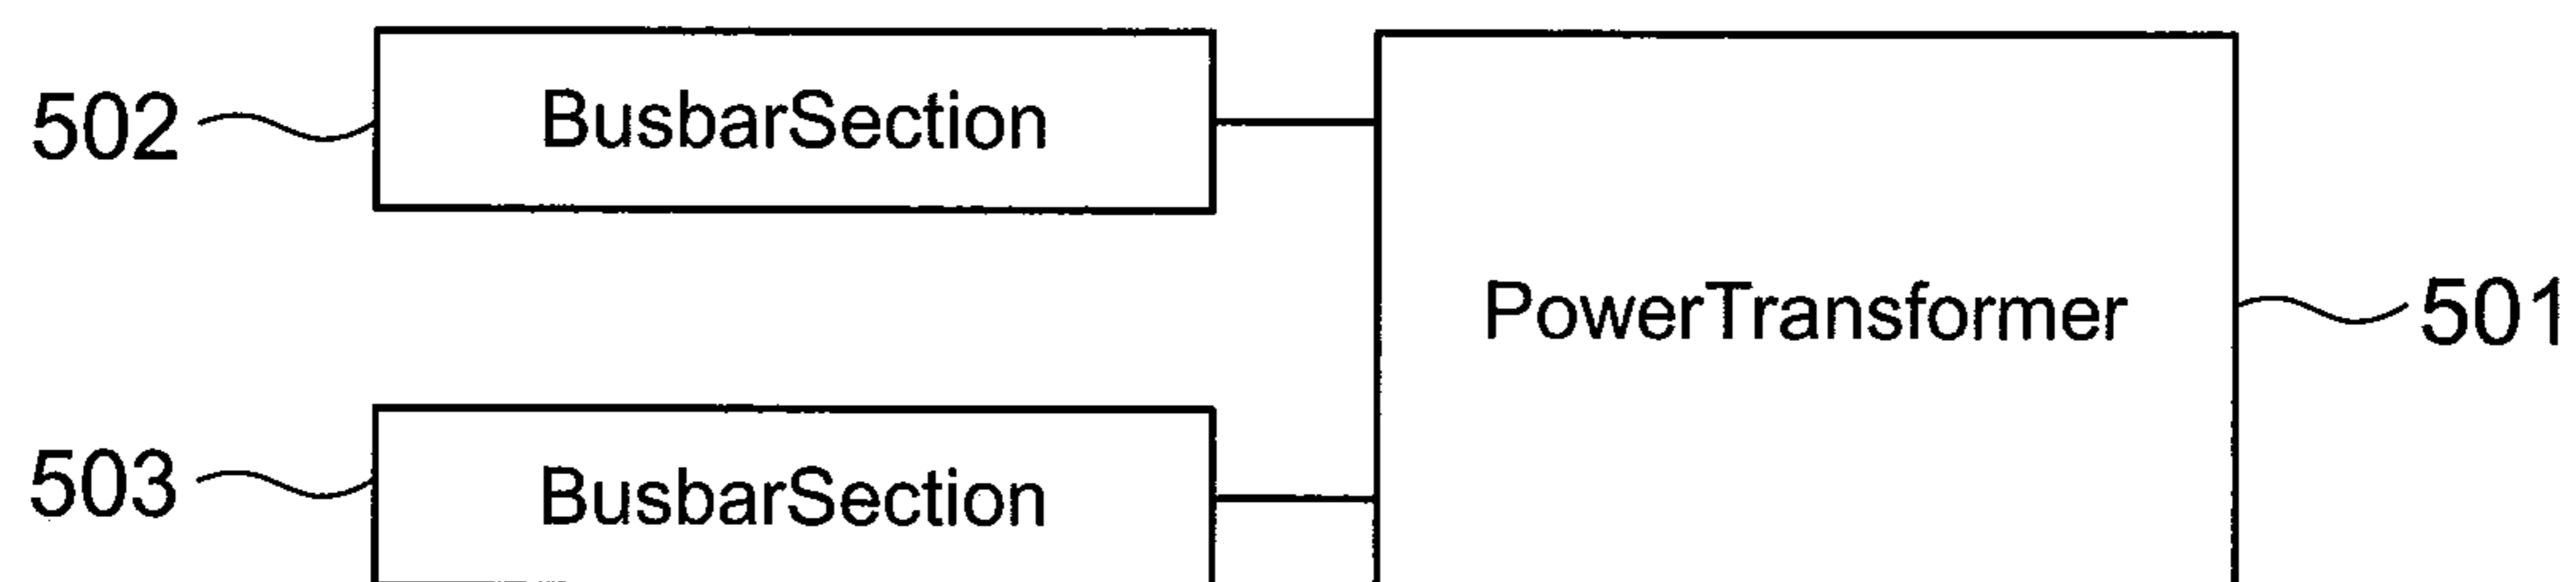 502
BusbarSection
PowerTransformer
501
503
BusbarSection